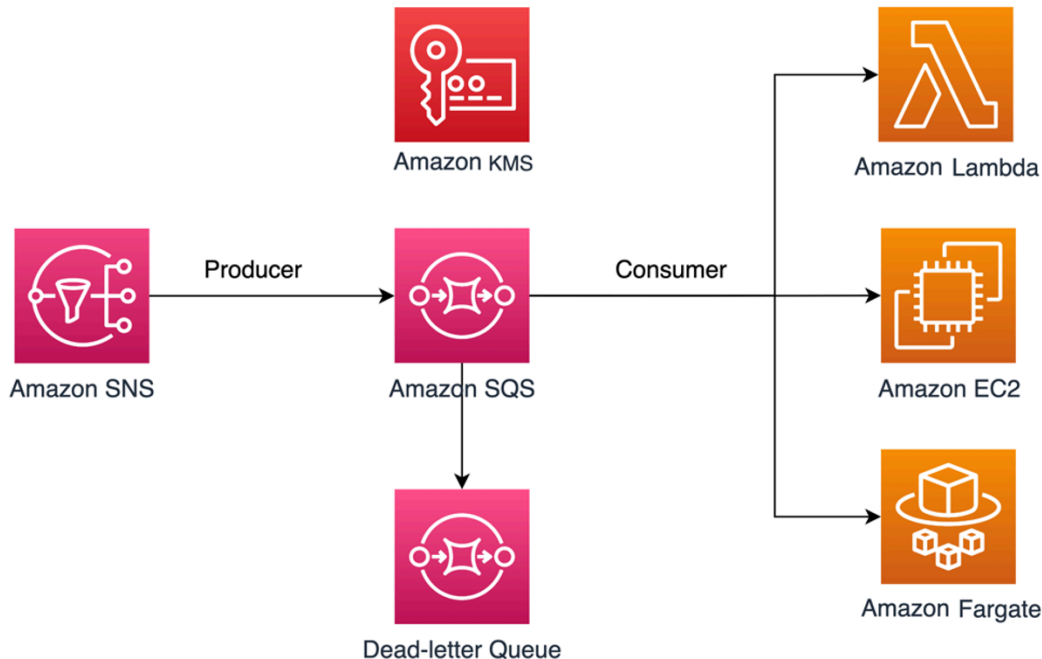 Amazon KMS
Amazon Lambda
Producer
Consumer
Amazon SNS
Amazon SQS
Amazon EC2
Amazon Fargate
Dead-letter Queue